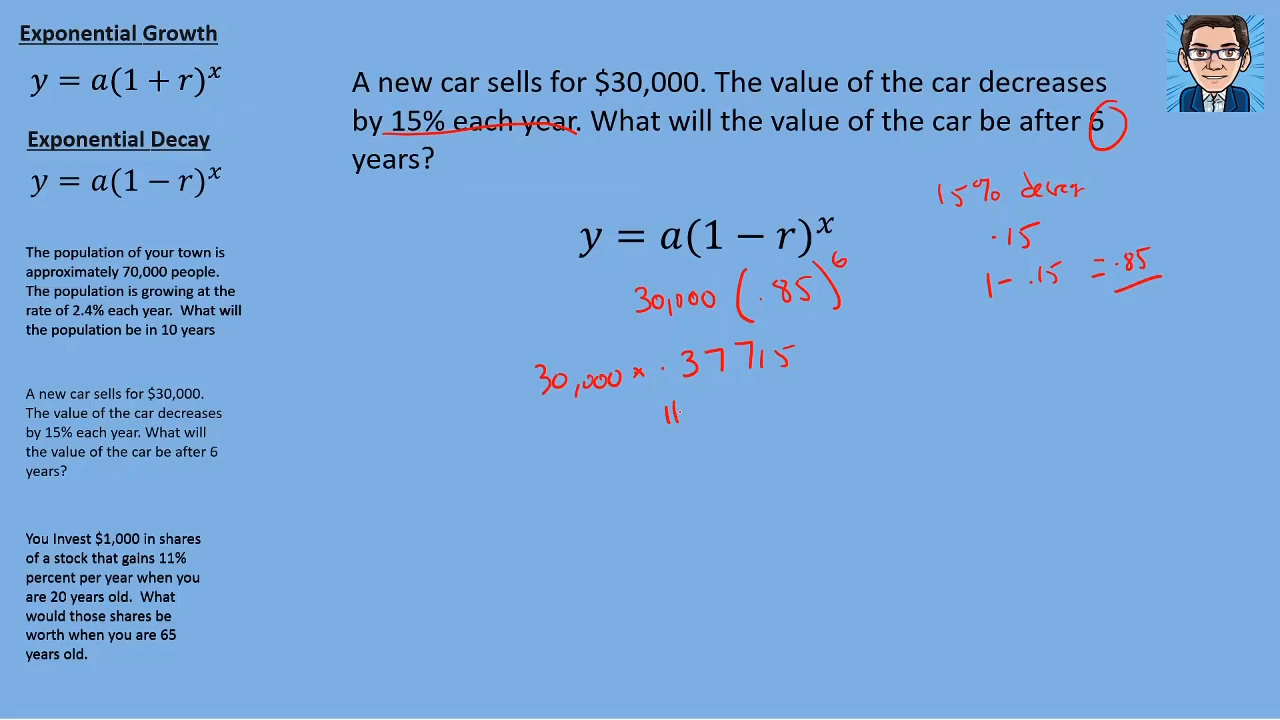 Exponential Growth
y = a(1 + r)^x
Exponential Decay
y = a(1 − r)^x
The population of your town is
approximately 70,000 people.
The population is growing at the
rate of 2.4% each year. What will
the population be in 10 years
A new car sells for $30,000.
The value of the car decreases
by 15% each year. What will
the value of the car be after 6
years?
You Invest $1,000 in shares
of a stock that gains 11%
percent per year when you
are 20 years old. What
would those shares be
worth when you are 65
years old.
A new car sells for $30,000. The value of the car decreases
by 15% each year. What will the value of the car be after 6
years?
y = a(1 − r)^x
30,000 (.85)^6
30,000 × .37715
11
15% decr
.15
1 - .15 = .85